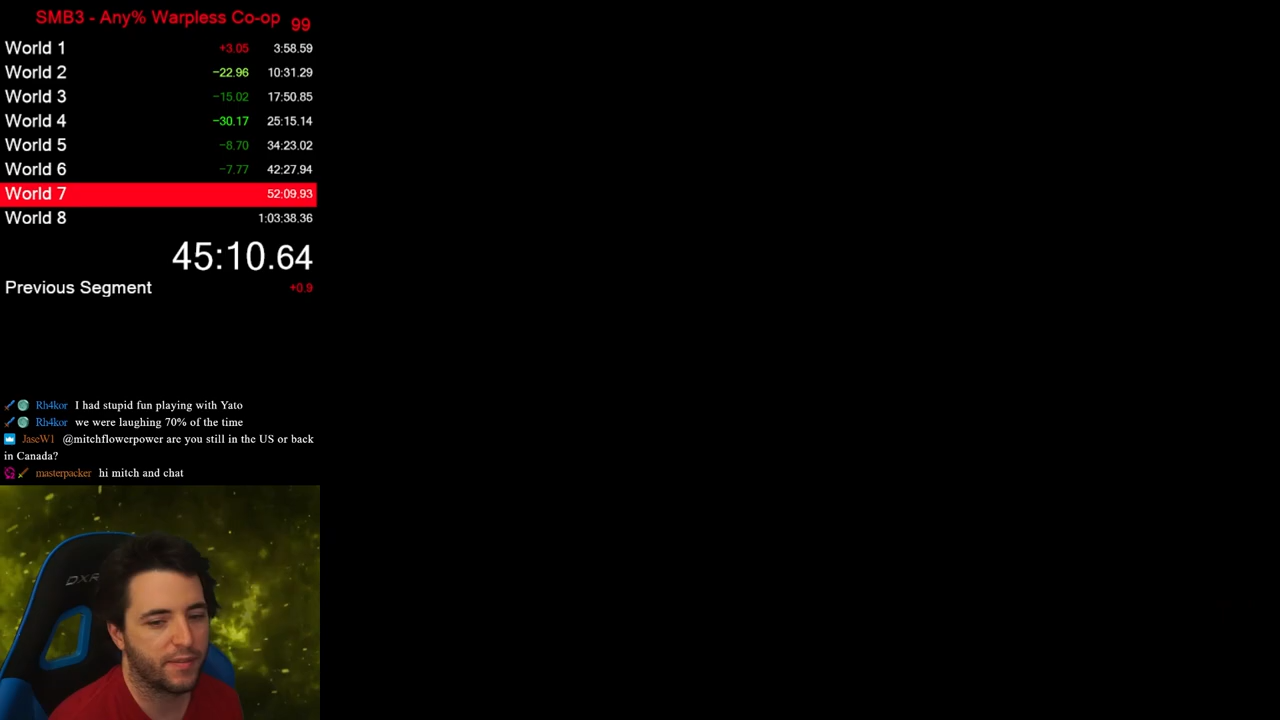 SMB3 - Any% Warpless Co-op 99
World 1 +3.05 3:58.59
World 2 −22.96 10:31.29
World 3 −15.02 17:50.85
World 4 −30.17 25:15.14
World 5 −8.70 34:23.02
World 6 −7.77 42:27.94
World 7 52:09.93
World 8 1:03:38.36
45:10.64
Previous Segment +0.9
Rh4kor I had stupid fun playing with Yato
Rh4kor we were laughing 70% of the time
JaseW1 @mitchflowerpower are you still in the US or back
in Canada?
masterpacker hi mitch and chat
DXR